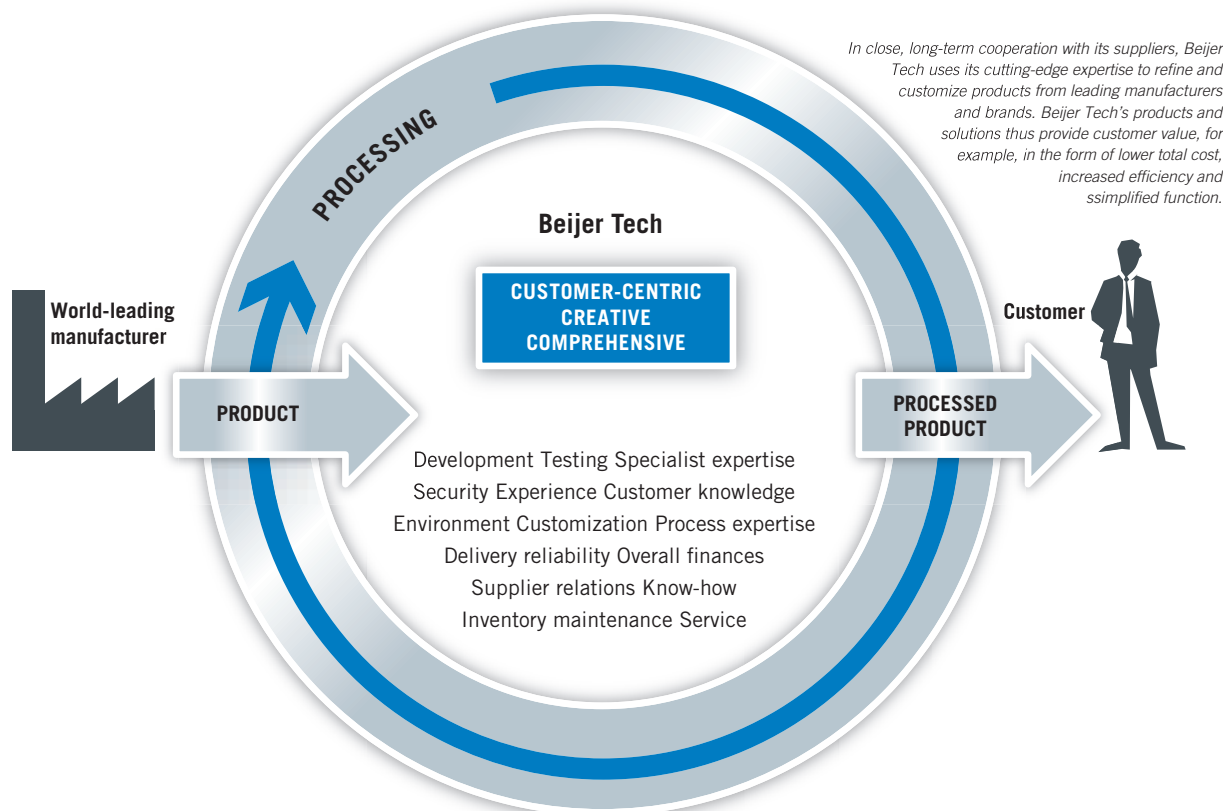 In close, long-term cooperation with its suppliers, Beijer
Tech uses its cutting-edge expertise to refine and
customize products from leading manufacturers
and brands. Beijer Tech's products and
solutions thus provide customer value, for
example, in the form of lower total cost,
increased efficiency and
ssimplified function.
PROCESSING
Beijer Tech
CUSTOMER-CENTRIC
CREATIVE
COMPREHENSIVE
World-leading
manufacturer
Customer
PRODUCT
PROCESSED
PRODUCT
Development Testing Specialist expertise
Security Experience Customer knowledge
Environment Customization Process expertise
Delivery reliability Overall finances
Supplier relations Know-how
Inventory maintenance Service